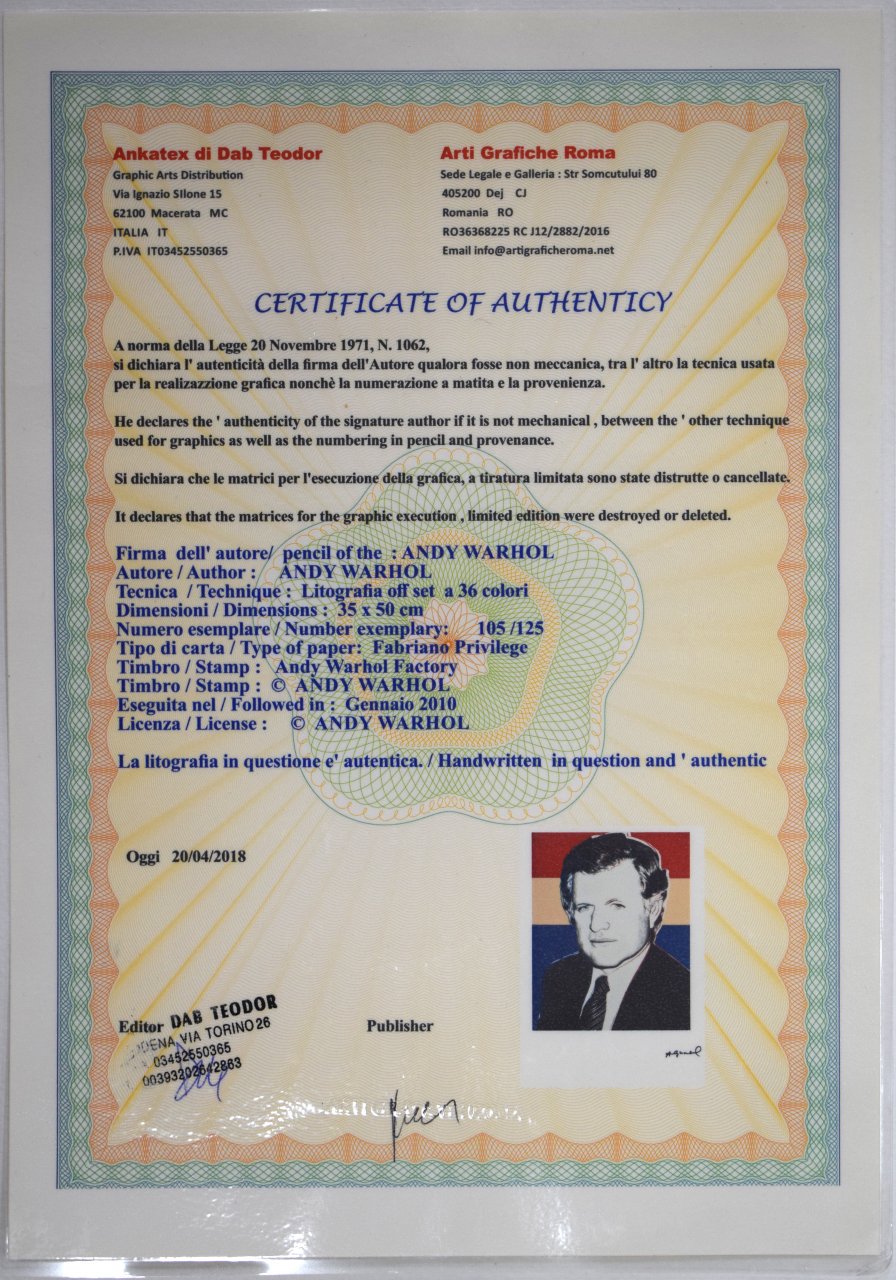 Ankatex di Dab Teodor
Graphic Arts Distribution
Via Ignazio SIlone 15
62100 Macerata MC
ITALIA IT
P.IVA IT03452550365
Arti Grafiche Roma
Sede Legale e Galleria : Str Somcutului 80
405200 Dej CJ
Romania RO
RO36368225 RC J12/2882/2016
Email info@artigraficheroma.net
CERTIFICATE OF AUTHENTICY
A norma della Legge 20 Novembre 1971, N. 1062,
si dichiara l' autenticità della firma dell'Autore qualora fosse non meccanica, tra l' altro la tecnica usata
per la realizazzione grafica nonchè la numerazione a matita e la provenienza.
He declares the ' authenticity of the signature author if it is not mechanical , between the ' other technique
used for graphics as well as the numbering in pencil and provenance.
Si dichiara che le matrici per l'esecuzione della grafica, a tiratura limitata sono state distrutte o cancellate.
It declares that the matrices for the graphic execution , limited edition were destroyed or deleted.
Firma dell' autore/ pencil of the : ANDY WARHOL
Autore / Author : ANDY WARHOL
Tecnica / Technique : Litografia off set a 36 colori
Dimensioni / Dimensions : 35 x 50 cm
Numero esemplare / Number exemplary: 105 /125
Tipo di carta / Type of paper: Fabriano Privilege
Timbro / Stamp : Andy Warhol Factory
Timbro / Stamp : © ANDY WARHOL
Eseguita nel / Followed in : Gennaio 2010
Licenza / License : © ANDY WARHOL
La litografia in questione e' autentica. / Handwritten in question and ' authentic
Oggi 20/04/2018
Editor DAB TEODOR
VIA TORINO 26
03452550365
00393202642863
Publisher